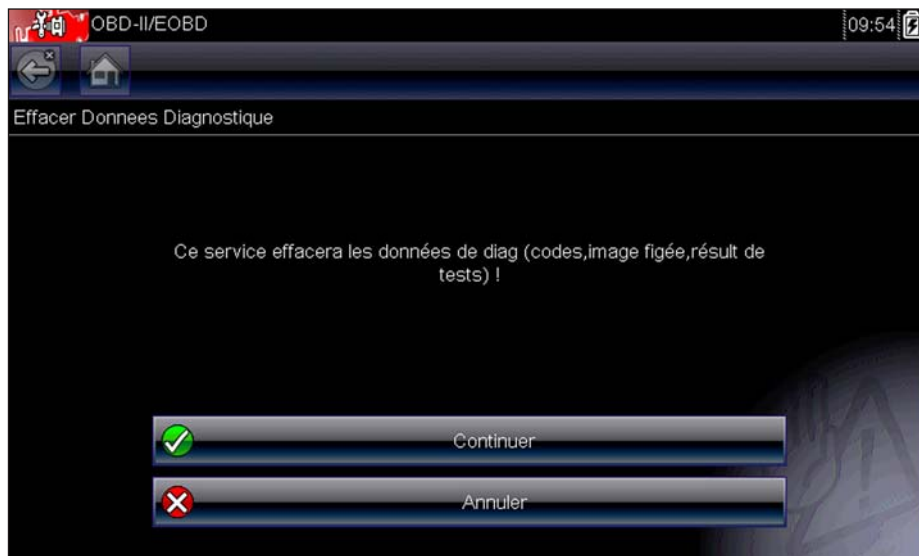 OBD-II/EOBD
09:54
Effacer Donnees Diagnostique
Ce service effacera les données de diag (codes,image figée,résult de
tests) !
Continuer
Annuler